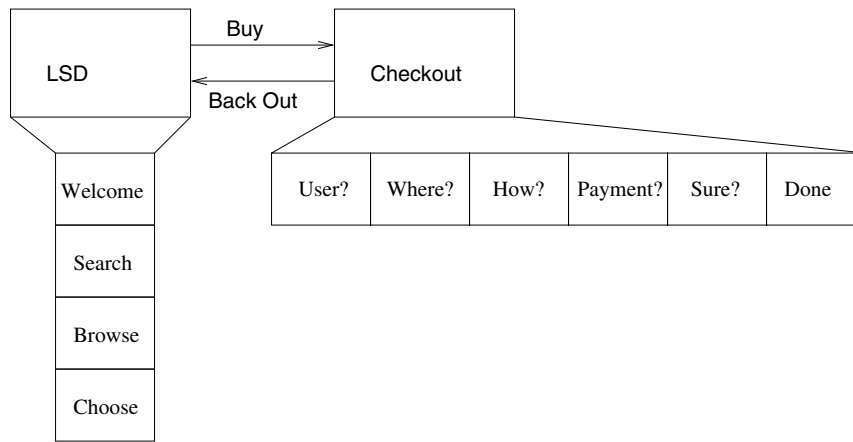 Buy
LSD
Checkout
Back Out
Welcome
User?
Where?
How?
Payment?
Sure?
Done
Search
Browse
Choose